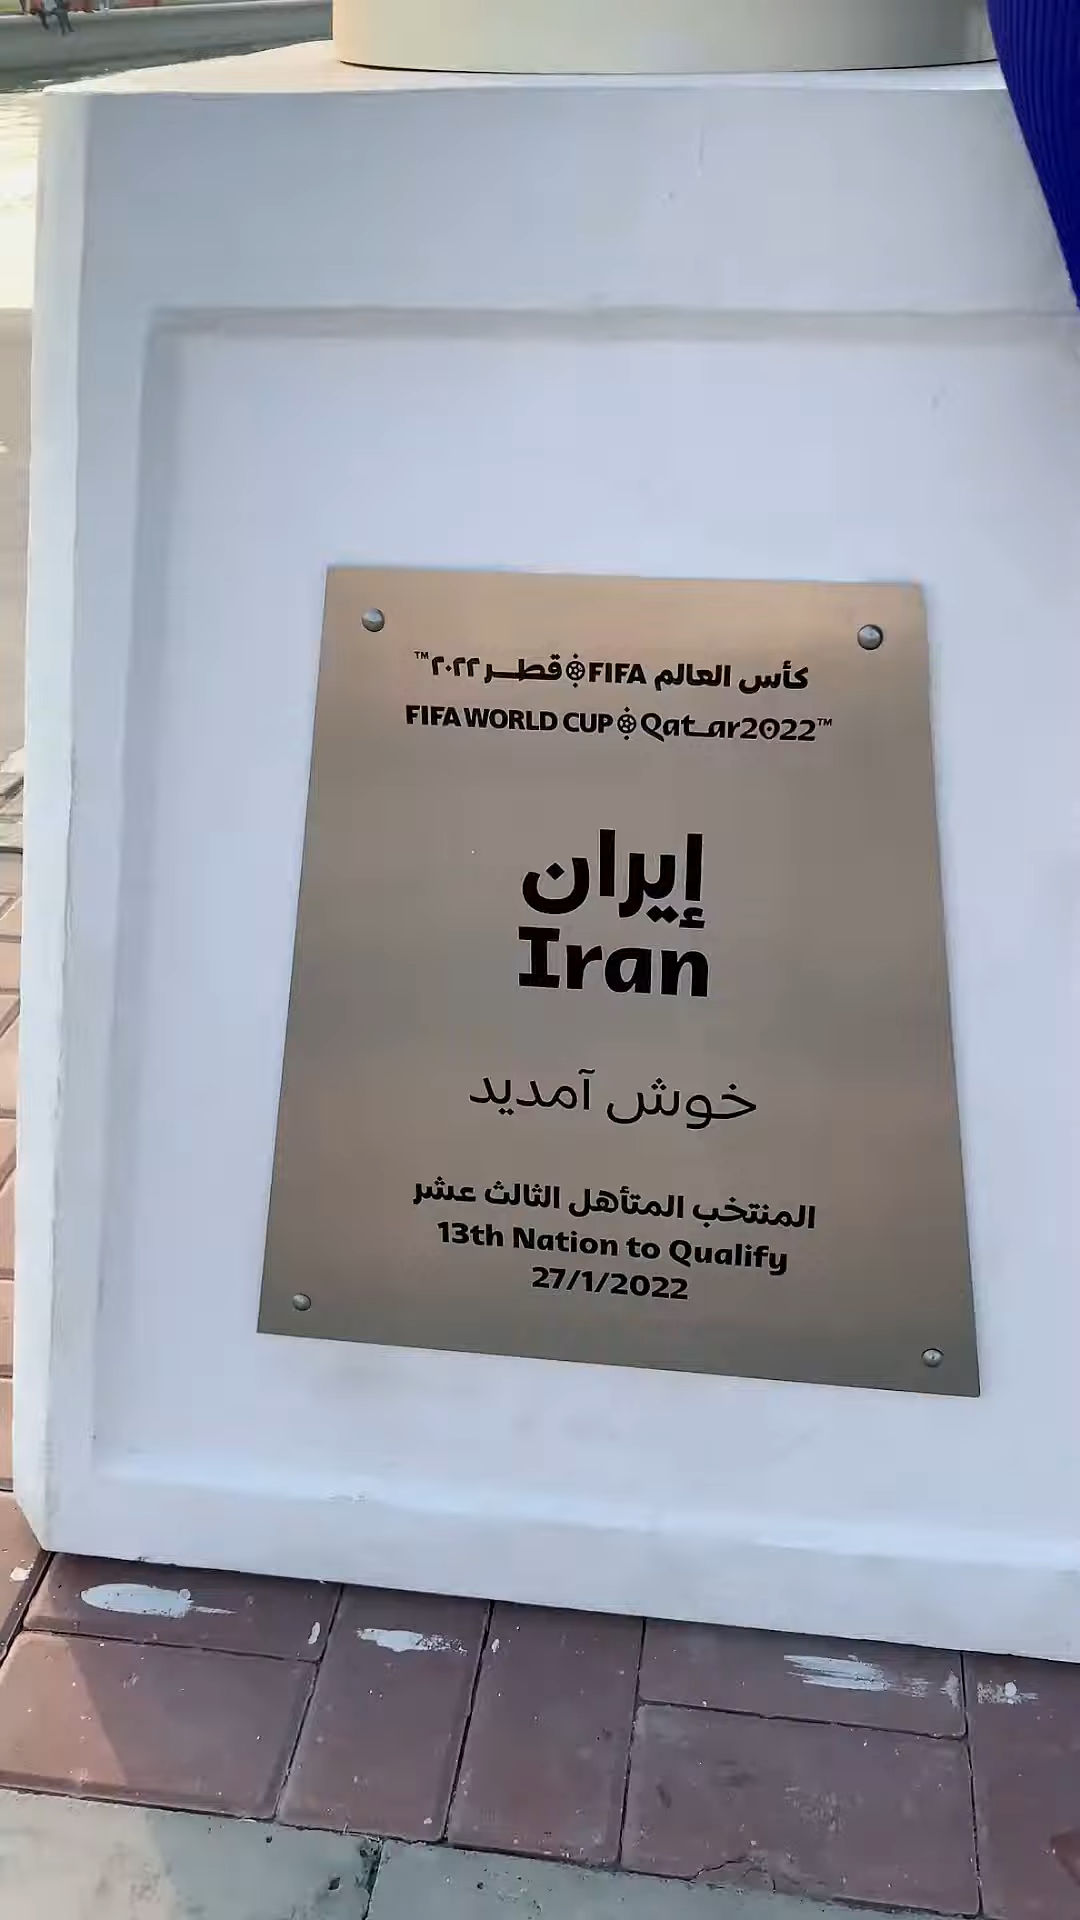 كأس العالم FIFA قطـــر ٢٠٢٢™
FIFA WORLD CUP Qatar2022™
إيران
Iran
خوش آمدید
المنتخب المتأهل الثالث عشر
13th Nation to Qualify
27/1/2022